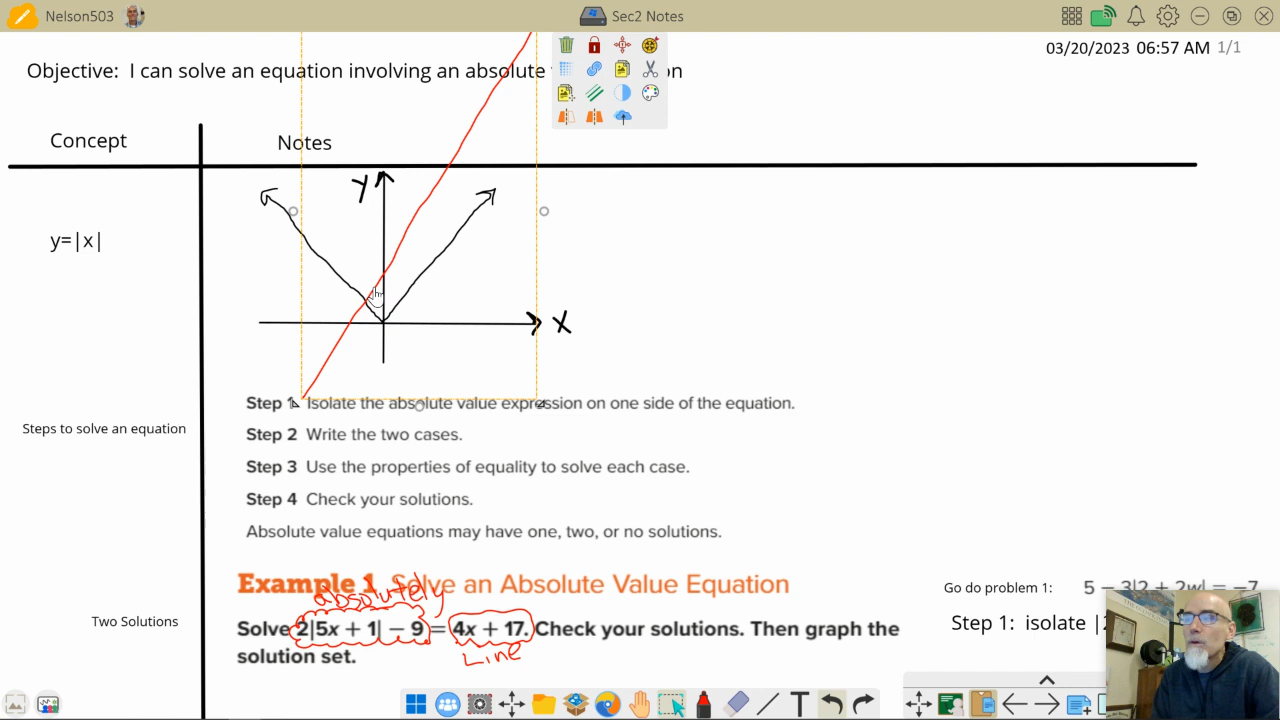 Nelson503
Sec2 Notes
03/20/2023 06:57 AM 1/1
Objective: I can solve an equation involving an absolute
Concept
Notes
y
y=|x|
x
Step 1 Isolate the absolute value expression on one side of the equation.
Steps to solve an equation
Step 2 Write the two cases.
Step 3 Use the properties of equality to solve each case.
Step 4 Check your solutions.
Absolute value equations may have one, two, or no solutions.
Example 1 Solve an Absolute Value Equation
Go do problem 1: 5 − 3|2 + 2w| = −7
absolutely
Two Solutions
Step 1: isolate
Solve 2|5x + 1| − 9 = 4x + 17. Check your solutions. Then graph the
solution set.
Line